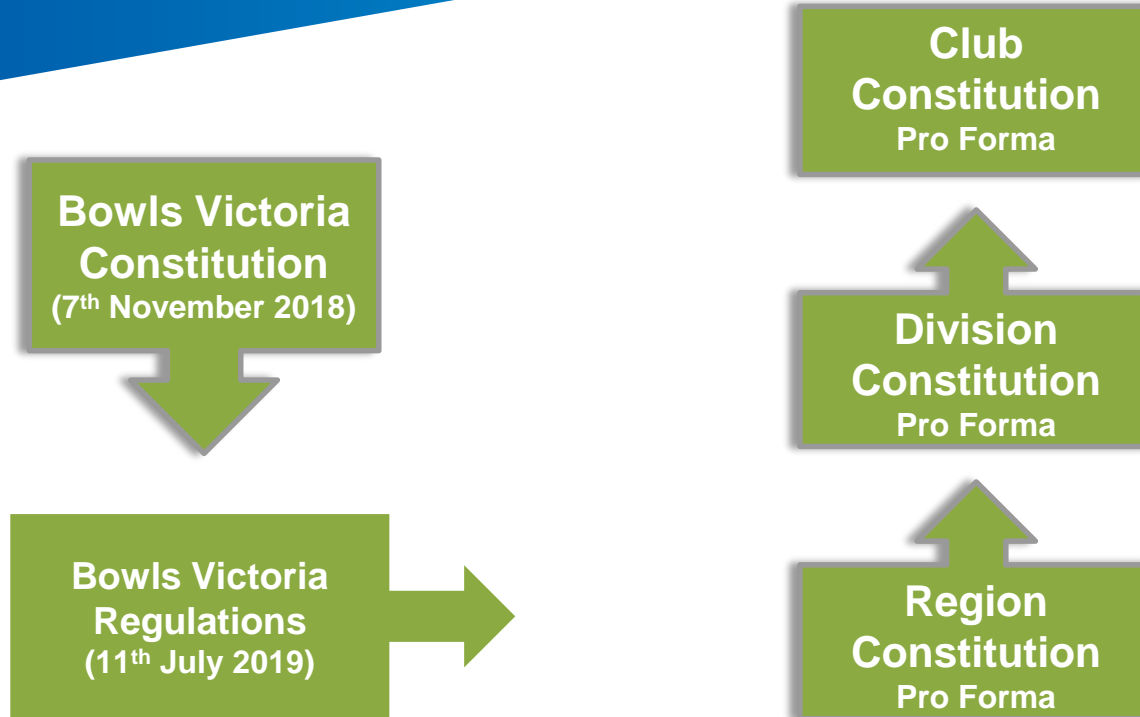 Bowls Victoria
Constitution
(7th November 2018)
Bowls Victoria
Regulations
(11th July 2019)
Club
Constitution
Pro Forma
Division
Constitution
Pro Forma
Region
Constitution
Pro Forma